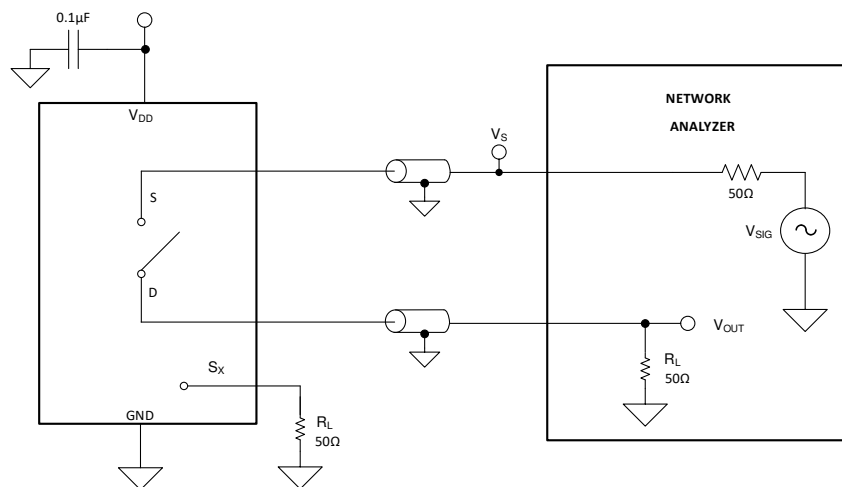 0.1µF
VDD
NETWORK
ANALYZER
VS
S
50Ω
VSIG
D
VOUT
SX
RL
50Ω
GND
RL
50Ω